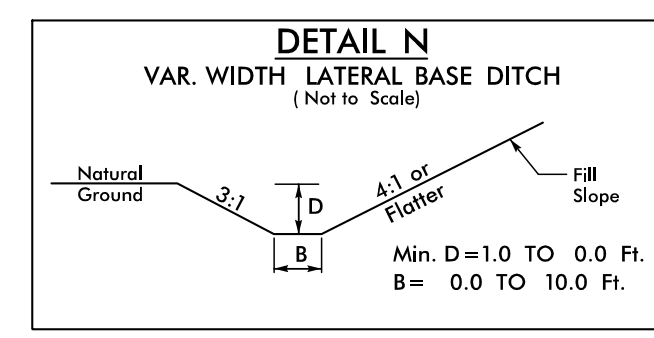 DETAIL N
VAR. WIDTH LATERAL BASE DITCH
( Not to Scale)
Natural
Ground
3:1
D
B
4:1 or
Flatter
Fill
Slope
Min. D=1.0 TO 0.0 Ft.
B= 0.0 TO 10.0 Ft.